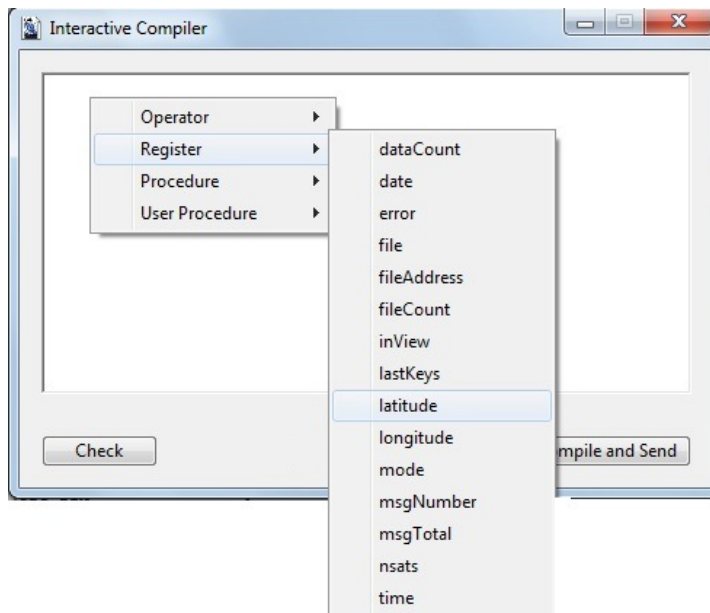 Interactive Compiler
Operator
Register
Procedure
User Procedure
dataCount
date
error
file
fileAddress
fileCount
inView
lastKeys
latitude
longitude
mode
msgNumber
msgTotal
nsats
time
Check
mpile and Send